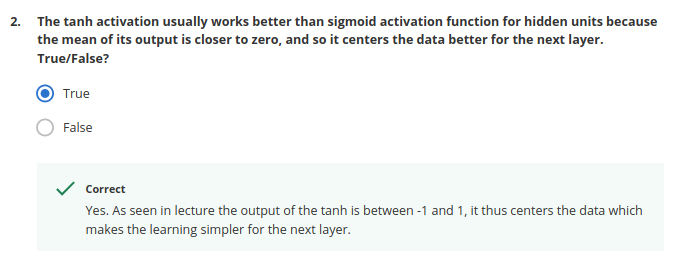 2. The tanh activation usually works better than sigmoid activation function for hidden units because
the mean of its output is closer to zero, and so it centers the data better for the next layer.
True/False?
True
False
Correct
Yes. As seen in lecture the output of the tanh is between -1 and 1, it thus centers the data which
makes the learning simpler for the next layer.